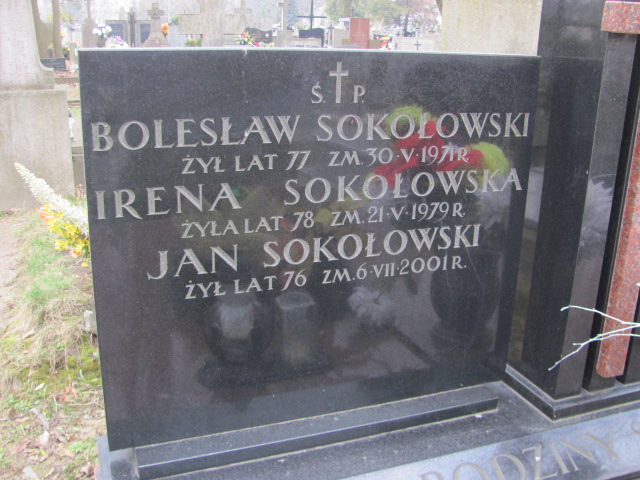 Ś. P.
BOLESŁAW SOKOŁOWSKI
ŻYŁ LAT 77 ZM. 30·V·1971 R.
IRENA SOKOŁOWSKA
ŻYŁA LAT 78 ZM. 21·V·1979 R.
JAN SOKOŁOWSKI
ŻYŁ LAT 76 ZM. 6·VII·2001 R.
RODZINY